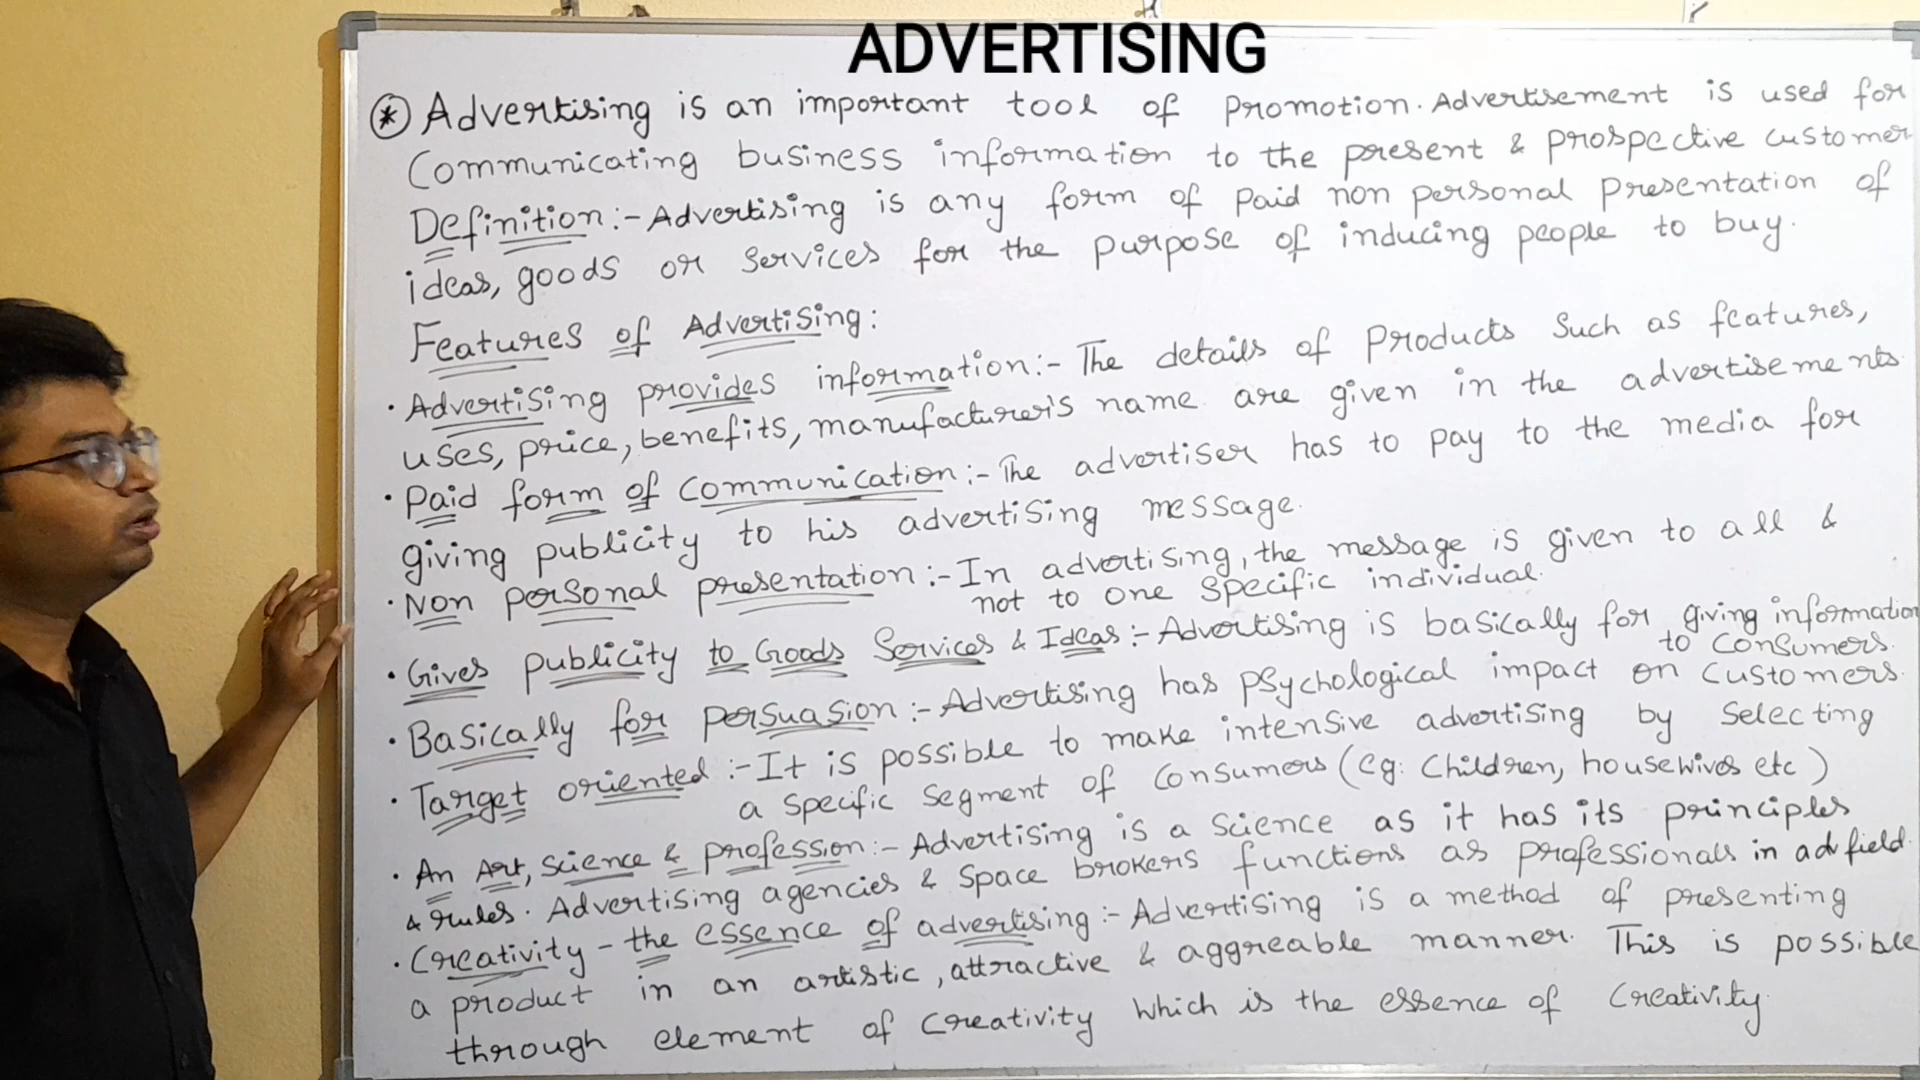 ADVERTISING
* Advertising is an important tool of promotion. Advertisement is used for
Communicating business information to the present & prospective customer
Definition:- Advertising is any form of paid non personal presentation of
ideas, goods or services for the purpose of inducing people to buy.
Features of Advertising:
• Advertising provides information:- The details of products such as features,
uses, price, benefits, manufacturer's name are given in the advertisements
• Paid form of communication:- The advertiser has to pay to the media for
giving publicity to his advertising message.
• Non personal presentation:- In advertising, the message is given to all &
not to one specific individual.
• Gives publicity to Goods Services & Ideas:- Advertising is basically for giving information
to consumers.
• Basically for persuasion:- Advertising has psychological impact on customers.
• Target oriented:- It is possible to make intensive advertising by selecting
a specific segment of consumers (eg: Children, housewives etc)
• An Art, Science & profession:- Advertising is a science as it has its principles
& rules. Advertising agencies & space brokers functions as professionals in adv field.
• Creativity - the essence of advertising:- Advertising is a method of presenting
a product in an artistic, attractive & aggreable manner. This is possible
through element of creativity which is the essence of Creativity.